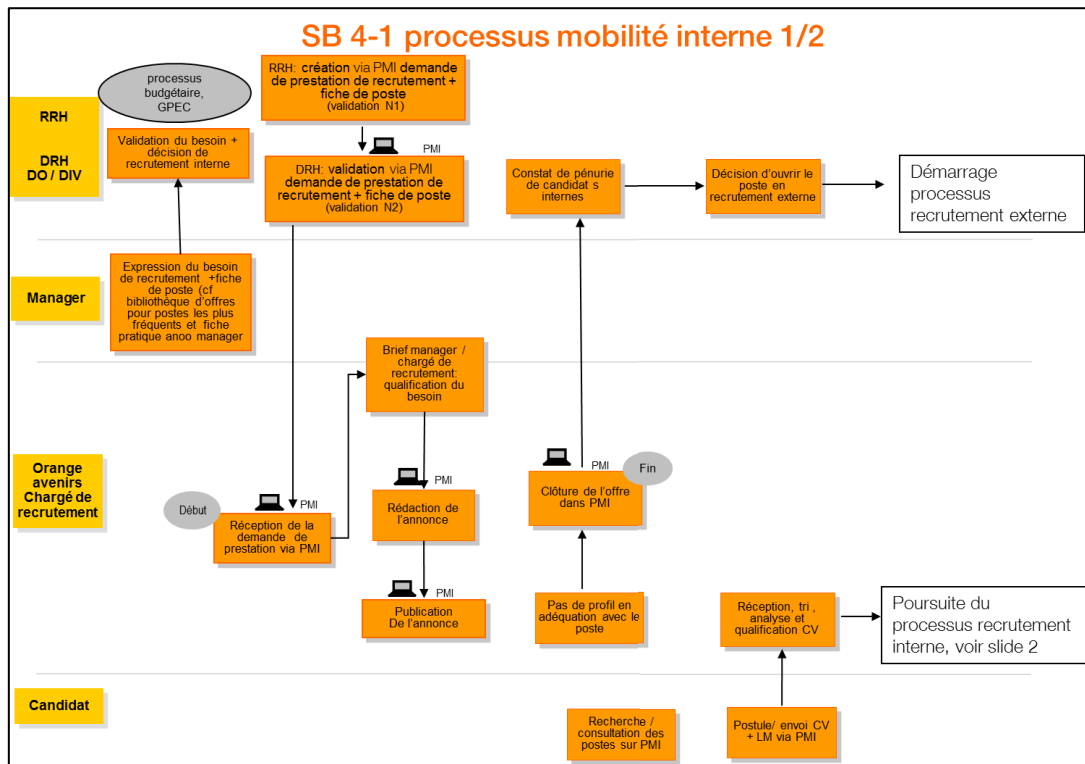 SB 4-1 processus mobilité interne 1/2
processus
budgétaire,
GPEC
RRH: création via PMI demande
de prestation de recrutement +
fiche de poste
(validation N1)
RRH
DRH
DO / DIV
Validation du besoin +
décision de
recrutement interne
PMI
DRH: validation via PMI
demande de prestation de
recrutement + fiche de poste
(validation N2)
Constat de pénurie
de candidat s
internes
Décision d'ouvrir le
poste en
recrutement externe
Démarrage
processus
recrutement externe
Manager
Expression du besoin
de recrutement +fiche
de poste (cf
bibliothèque d'offres
pour postes les plus
fréquents et fiche
pratique anoo manager
Brief manager /
chargé de
recrutement:
qualification du
besoin
Orange
avenirs
Chargé de
recrutement
Début
PMI
Réception de la
demande de
prestation via PMI
PMI
Rédaction de
l'annonce
PMI
Fin
Clôture de l'offre
dans PMI
PMI
Publication
De l'annonce
Pas de profil en
adéquation avec le
poste
Réception, tri ,
analyse et
qualification CV
Poursuite du
processus recrutement
interne, voir slide 2
Candidat
Recherche /
consultation des
postes sur PMI
Postule/ envoi CV
+ LM via PMI